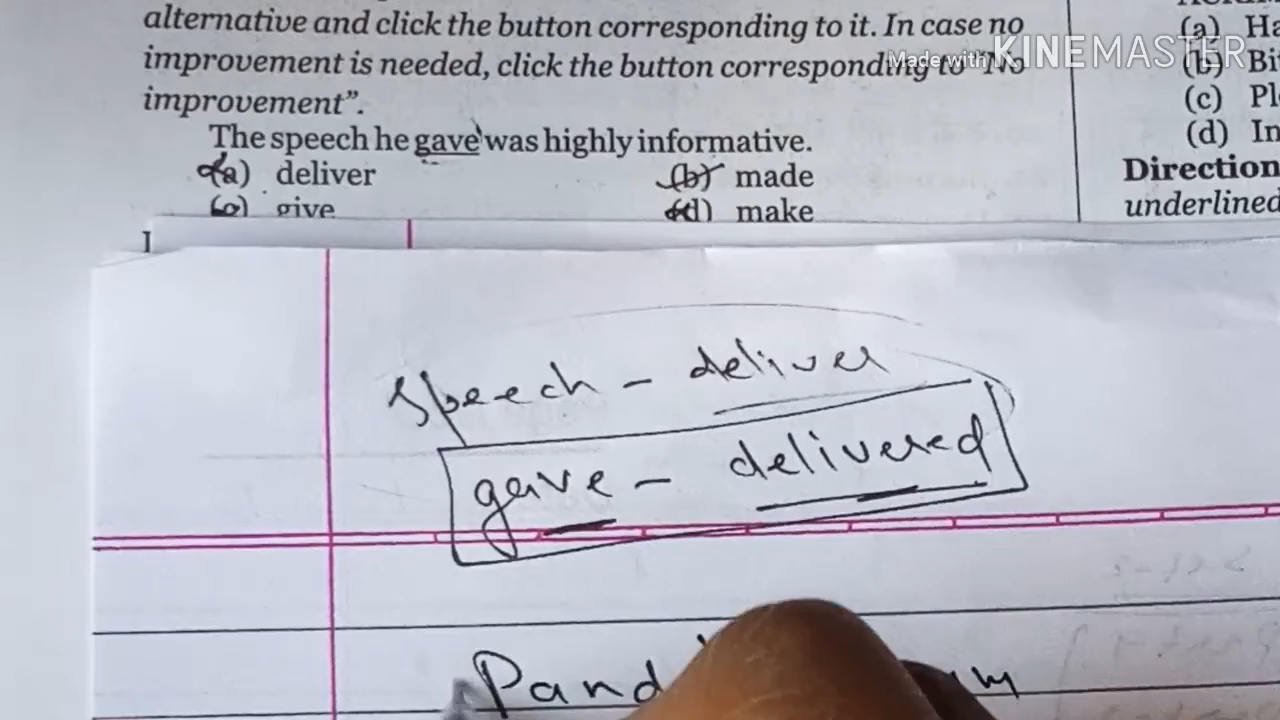 alternative and click the button corresponding to it. In case no
improvement is needed, click the button corresponding to "No
improvement".
The speech he gave was highly informative.
(a) deliver
(b) made
(c) give
(d) make
(a) Ha
(b) Bi
(c) Pl
(d) In
Direction
underlined
Made with KINEMASTER
I
Speech - deliver
gave - delivered